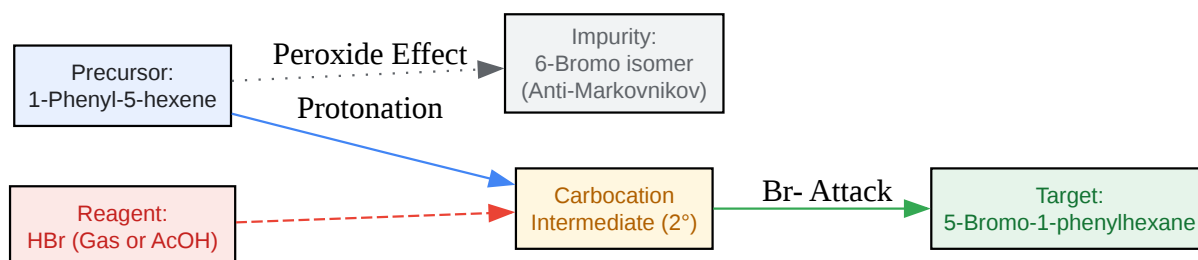 Precursor:
1-Phenyl-5-hexene
Peroxide Effect
Impurity:
6-Bromo isomer
(Anti-Markovnikov)
Protonation
Reagent:
HBr (Gas or AcOH)
Carbocation
Intermediate (2°)
Br- Attack
Target:
5-Bromo-1-phenylhexane